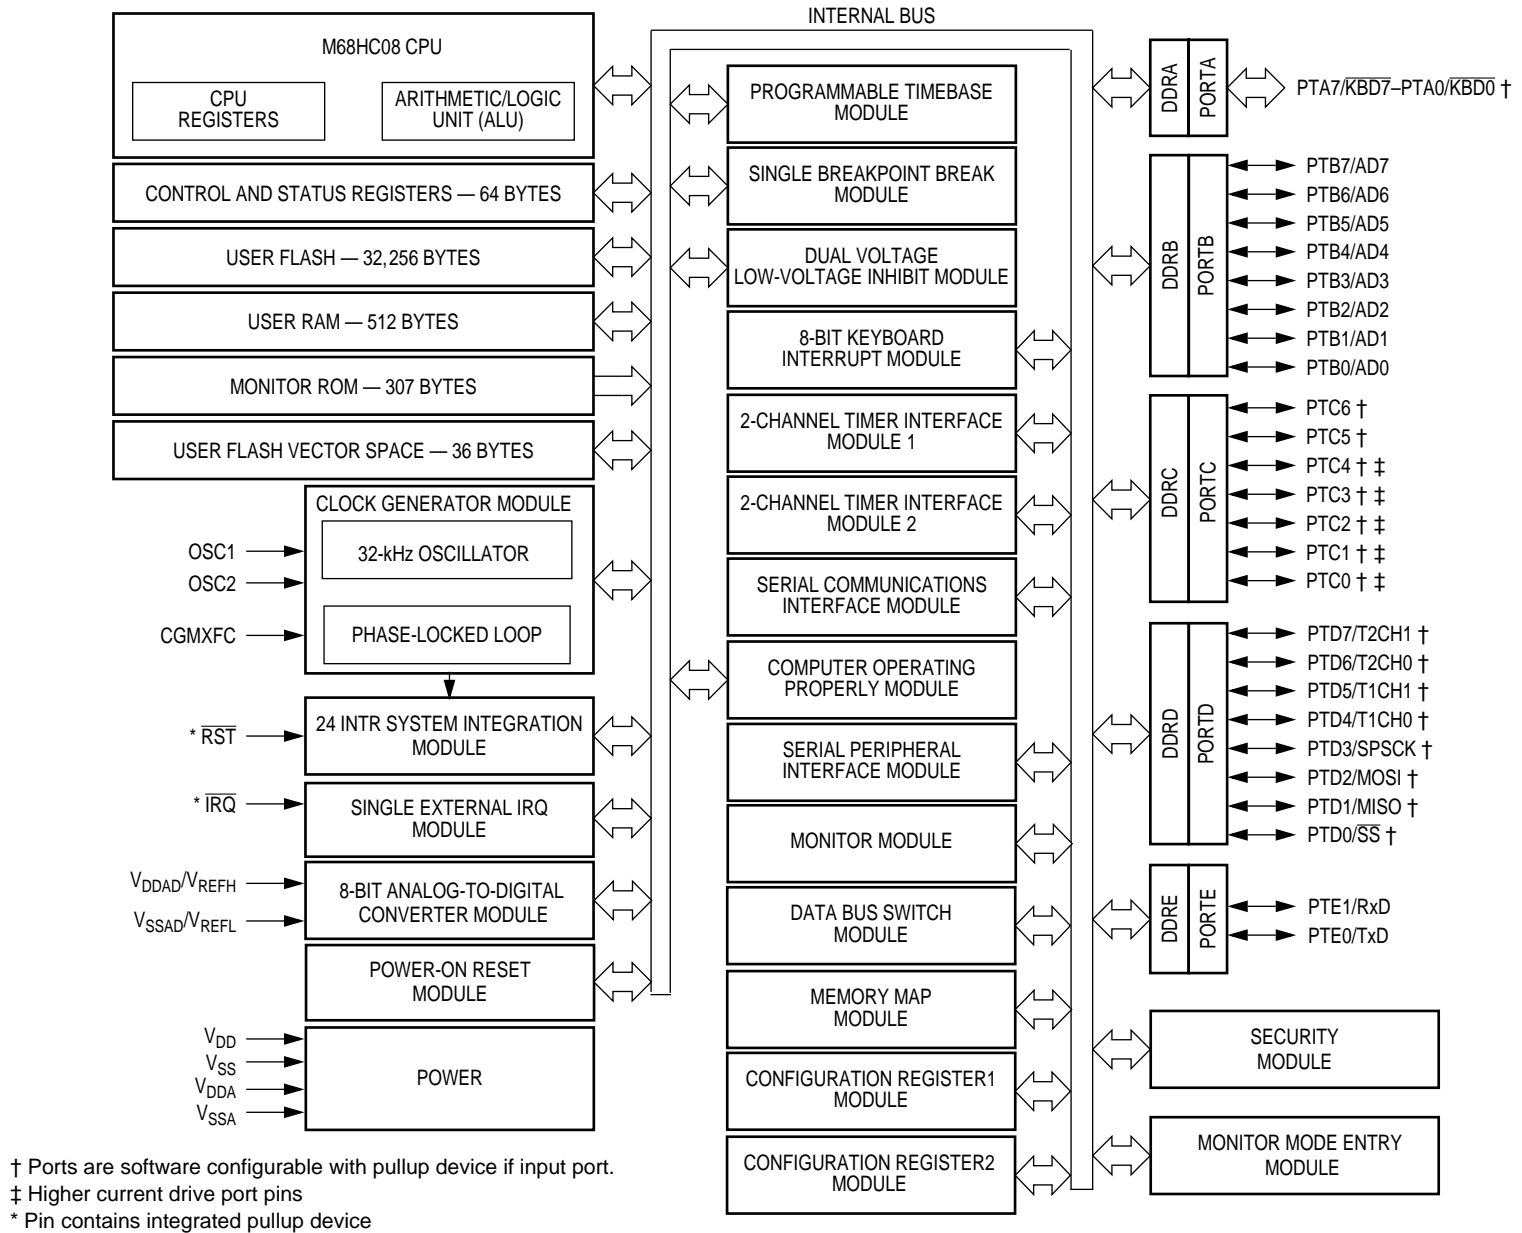 INTERNAL BUS
M68HC08 CPU
CPU
REGISTERS
ARITHMETIC/LOGIC
UNIT (ALU)
CONTROL AND STATUS REGISTERS — 64 BYTES
USER FLASH — 32,256 BYTES
USER RAM — 512 BYTES
MONITOR ROM — 307 BYTES
USER FLASH VECTOR SPACE — 36 BYTES
CLOCK GENERATOR MODULE
32-kHz OSCILLATOR
PHASE-LOCKED LOOP
OSC1
OSC2
CGMXFC
24 INTR SYSTEM INTEGRATION
MODULE
* RST
SINGLE EXTERNAL IRQ
MODULE
* IRQ
8-BIT ANALOG-TO-DIGITAL
CONVERTER MODULE
VDDAD/VREFH
VSSAD/VREFL
POWER-ON RESET
MODULE
POWER
VDD
VSS
VDDA
VSSA
PROGRAMMABLE TIMEBASE
MODULE
SINGLE BREAKPOINT BREAK
MODULE
DUAL VOLTAGE
LOW-VOLTAGE INHIBIT MODULE
8-BIT KEYBOARD
INTERRUPT MODULE
2-CHANNEL TIMER INTERFACE
MODULE 1
2-CHANNEL TIMER INTERFACE
MODULE 2
SERIAL COMMUNICATIONS
INTERFACE MODULE
COMPUTER OPERATING
PROPERLY MODULE
SERIAL PERIPHERAL
INTERFACE MODULE
MONITOR MODULE
DATA BUS SWITCH
MODULE
MEMORY MAP
MODULE
CONFIGURATION REGISTER1
MODULE
CONFIGURATION REGISTER2
MODULE
DDRA
PORTA
PTA7/KBD7–PTA0/KBD0 †
DDRB
PORTB
PTB7/AD7
PTB6/AD6
PTB5/AD5
PTB4/AD4
PTB3/AD3
PTB2/AD2
PTB1/AD1
PTB0/AD0
DDRC
PORTC
PTC6 †
PTC5 †
PTC4 † ‡
PTC3 † ‡
PTC2 † ‡
PTC1 † ‡
PTC0 † ‡
DDRD
PORTD
PTD7/T2CH1 †
PTD6/T2CH0 †
PTD5/T1CH1 †
PTD4/T1CH0 †
PTD3/SPSCK †
PTD2/MOSI †
PTD1/MISO †
PTD0/SS †
DDRE
PORTE
PTE1/RxD
PTE0/TxD
SECURITY
MODULE
MONITOR MODE ENTRY
MODULE
† Ports are software configurable with pullup device if input port.
‡ Higher current drive port pins
* Pin contains integrated pullup device